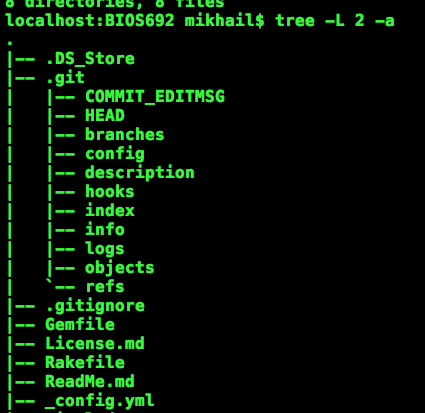 8 directories, 8 files
localhost:BIOS692 mikhail$ tree -L 2 -a
.
|-- .DS_Store
|-- .git
|   |-- COMMIT_EDITMSG
|   |-- HEAD
|   |-- branches
|   |-- config
|   |-- description
|   |-- hooks
|   |-- index
|   |-- info
|   |-- logs
|   |-- objects
|   `-- refs
|-- .gitignore
|-- Gemfile
|-- License.md
|-- Rakefile
|-- ReadMe.md
|-- _config.yml